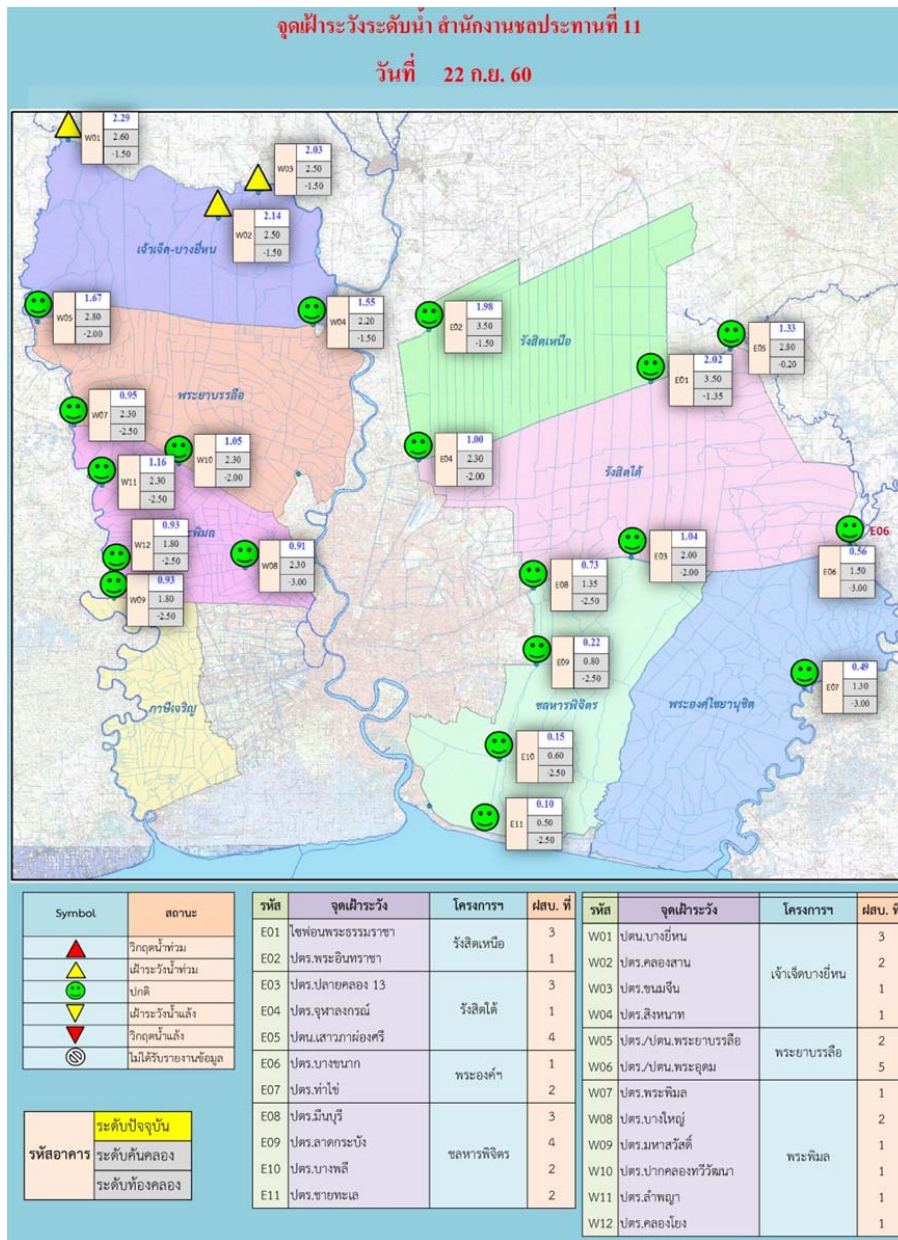 จุดเฝ้าระวังระดับน้ำ สำนักงานชลประทานที่ 11
วันที่ 22 ก.ย. 60
W01 2.29 2.60 -1.50
W03 2.03 2.50 -1.50
W02 2.14 2.50 -1.50
เจ้าเจ็ด-บางยี่หน
W05 1.67 2.80 -2.00
W04 1.55 2.20 -1.50
E02 1.98 3.50 -1.50
รังสิตเหนือ
E05 1.33 2.80 -0.20
E01 2.02 3.50 -1.35
พระยาบรรลือ
W07 0.95 2.30 -2.50
W10 1.05 2.30 -2.00
E04 1.00 2.30 -2.00
รังสิตใต้
W11 1.16 2.30 -2.50
W12 0.93 1.80 -2.50
ะพิมล
W08 0.91 2.30 -3.00
E03 1.04 2.00 -2.00
E06
E06 0.56 1.50 -3.00
W09 0.93 1.80 -2.50
E08 0.73 1.35 -2.50
E09 0.22 0.80 -2.50
E07 0.49 1.30 -3.00
ภาษีเจริญ
ชลหารพิจิตร
พระองค์ไชยานุชิต
E10 0.15 0.60 -2.50
E11 0.10 0.50 -2.50
Symbol สถานะ
วิกฤตน้ำท่วม
เฝ้าระวังน้ำท่วม
ปกติ
เฝ้าระวังน้ำแล้ง
วิกฤตน้ำแล้ง
ไม่ได้รับรายงานข้อมูล
รหัสอาคาร
ระดับปัจจุบัน
ระดับคันคลอง
ระดับท้องคลอง
รหัส จุดเฝ้าระวัง โครงการฯ ฝสบ. ที่
E01 ไซฟอนพระธรรมราชา รังสิตเหนือ 3
E02 ปตร.พระอินทราชา 1
E03 ปตร.ปลายคลอง 13 รังสิตใต้ 3
E04 ปตร.จุฬาลงกรณ์ 1
E05 ปตน.เสาวภาผ่องศรี 4
E06 ปตร.บางขนาก พระองค์ฯ 1
E07 ปตร.ท่าไข่ 2
E08 ปตร.มีนบุรี ชลหารพิจิตร 3
E09 ปตร.ลาดกระบัง 4
E10 ปตร.บางพลี 2
E11 ปตร.ชายทะเล 2
รหัส จุดเฝ้าระวัง โครงการฯ ฝสบ. ที่
W01 ปตน.บางยี่หน เจ้าเจ็ดบางยี่หน 3
W02 ปตร.คลองสาน 2
W03 ปตร.ขนมจีน 1
W04 ปตร.สิงหนาท 1
W05 ปตร./ปตน.พระยาบรรลือ พระยาบรรลือ 2
W06 ปตร./ปตน.พระอุดม 5
W07 ปตร.พระพิมล พระพิมล 1
W08 ปตร.บางใหญ่ 2
W09 ปตร.มหาสวัสดิ์ 1
W10 ปตร.ปากคลองทวีวัฒนา 1
W11 ปตร.ลำพญา 1
W12 ปตร.คลองโยง 1